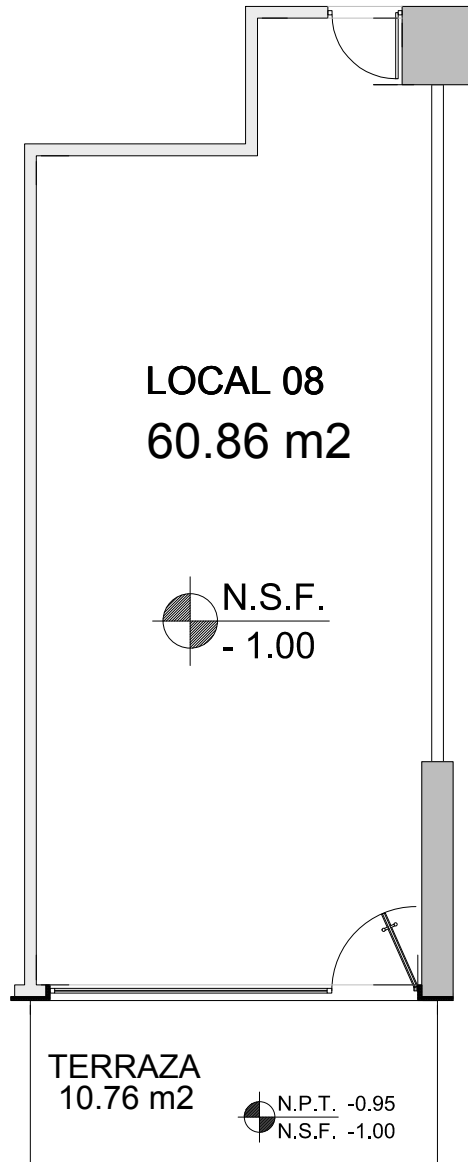 LOCAL 08
60.86 m2
N.S.F.
- 1.00
TERRAZA
10.76 m2
N.P.T. -0.95
N.S.F. -1.00